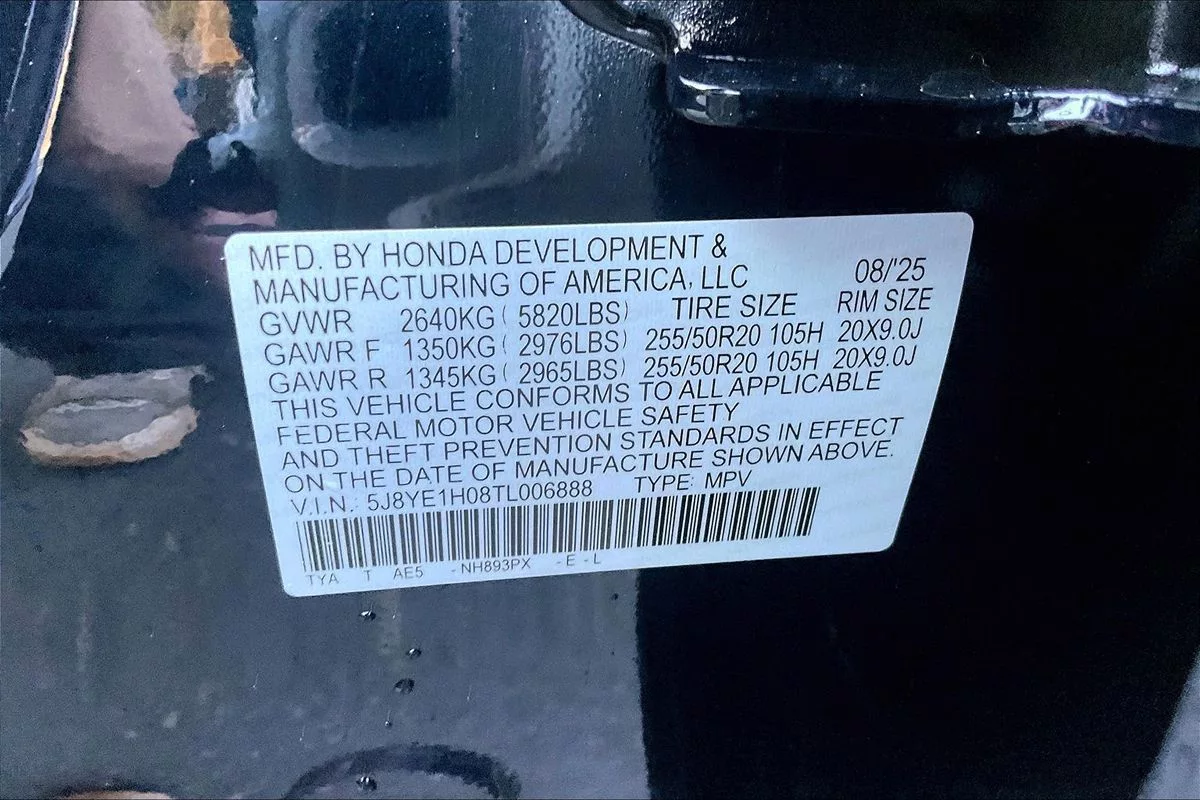 MFD. BY HONDA DEVELOPMENT &
MANUFACTURING OF AMERICA, LLC 08/'25
GVWR 2640KG ( 5820LBS) TIRE SIZE RIM SIZE
GAWR F 1350KG ( 2976LBS) 255/50R20 105H 20X9.0J
GAWR R 1345KG ( 2965LBS) 255/50R20 105H 20X9.0J
THIS VEHICLE CONFORMS TO ALL APPLICABLE
FEDERAL MOTOR VEHICLE SAFETY
AND THEFT PREVENTION STANDARDS IN EFFECT
ON THE DATE OF MANUFACTURE SHOWN ABOVE.
V.I.N.: 5J8YE1H08TL006888 TYPE: MPV
TYA T AE5 -NH893PX -E-L